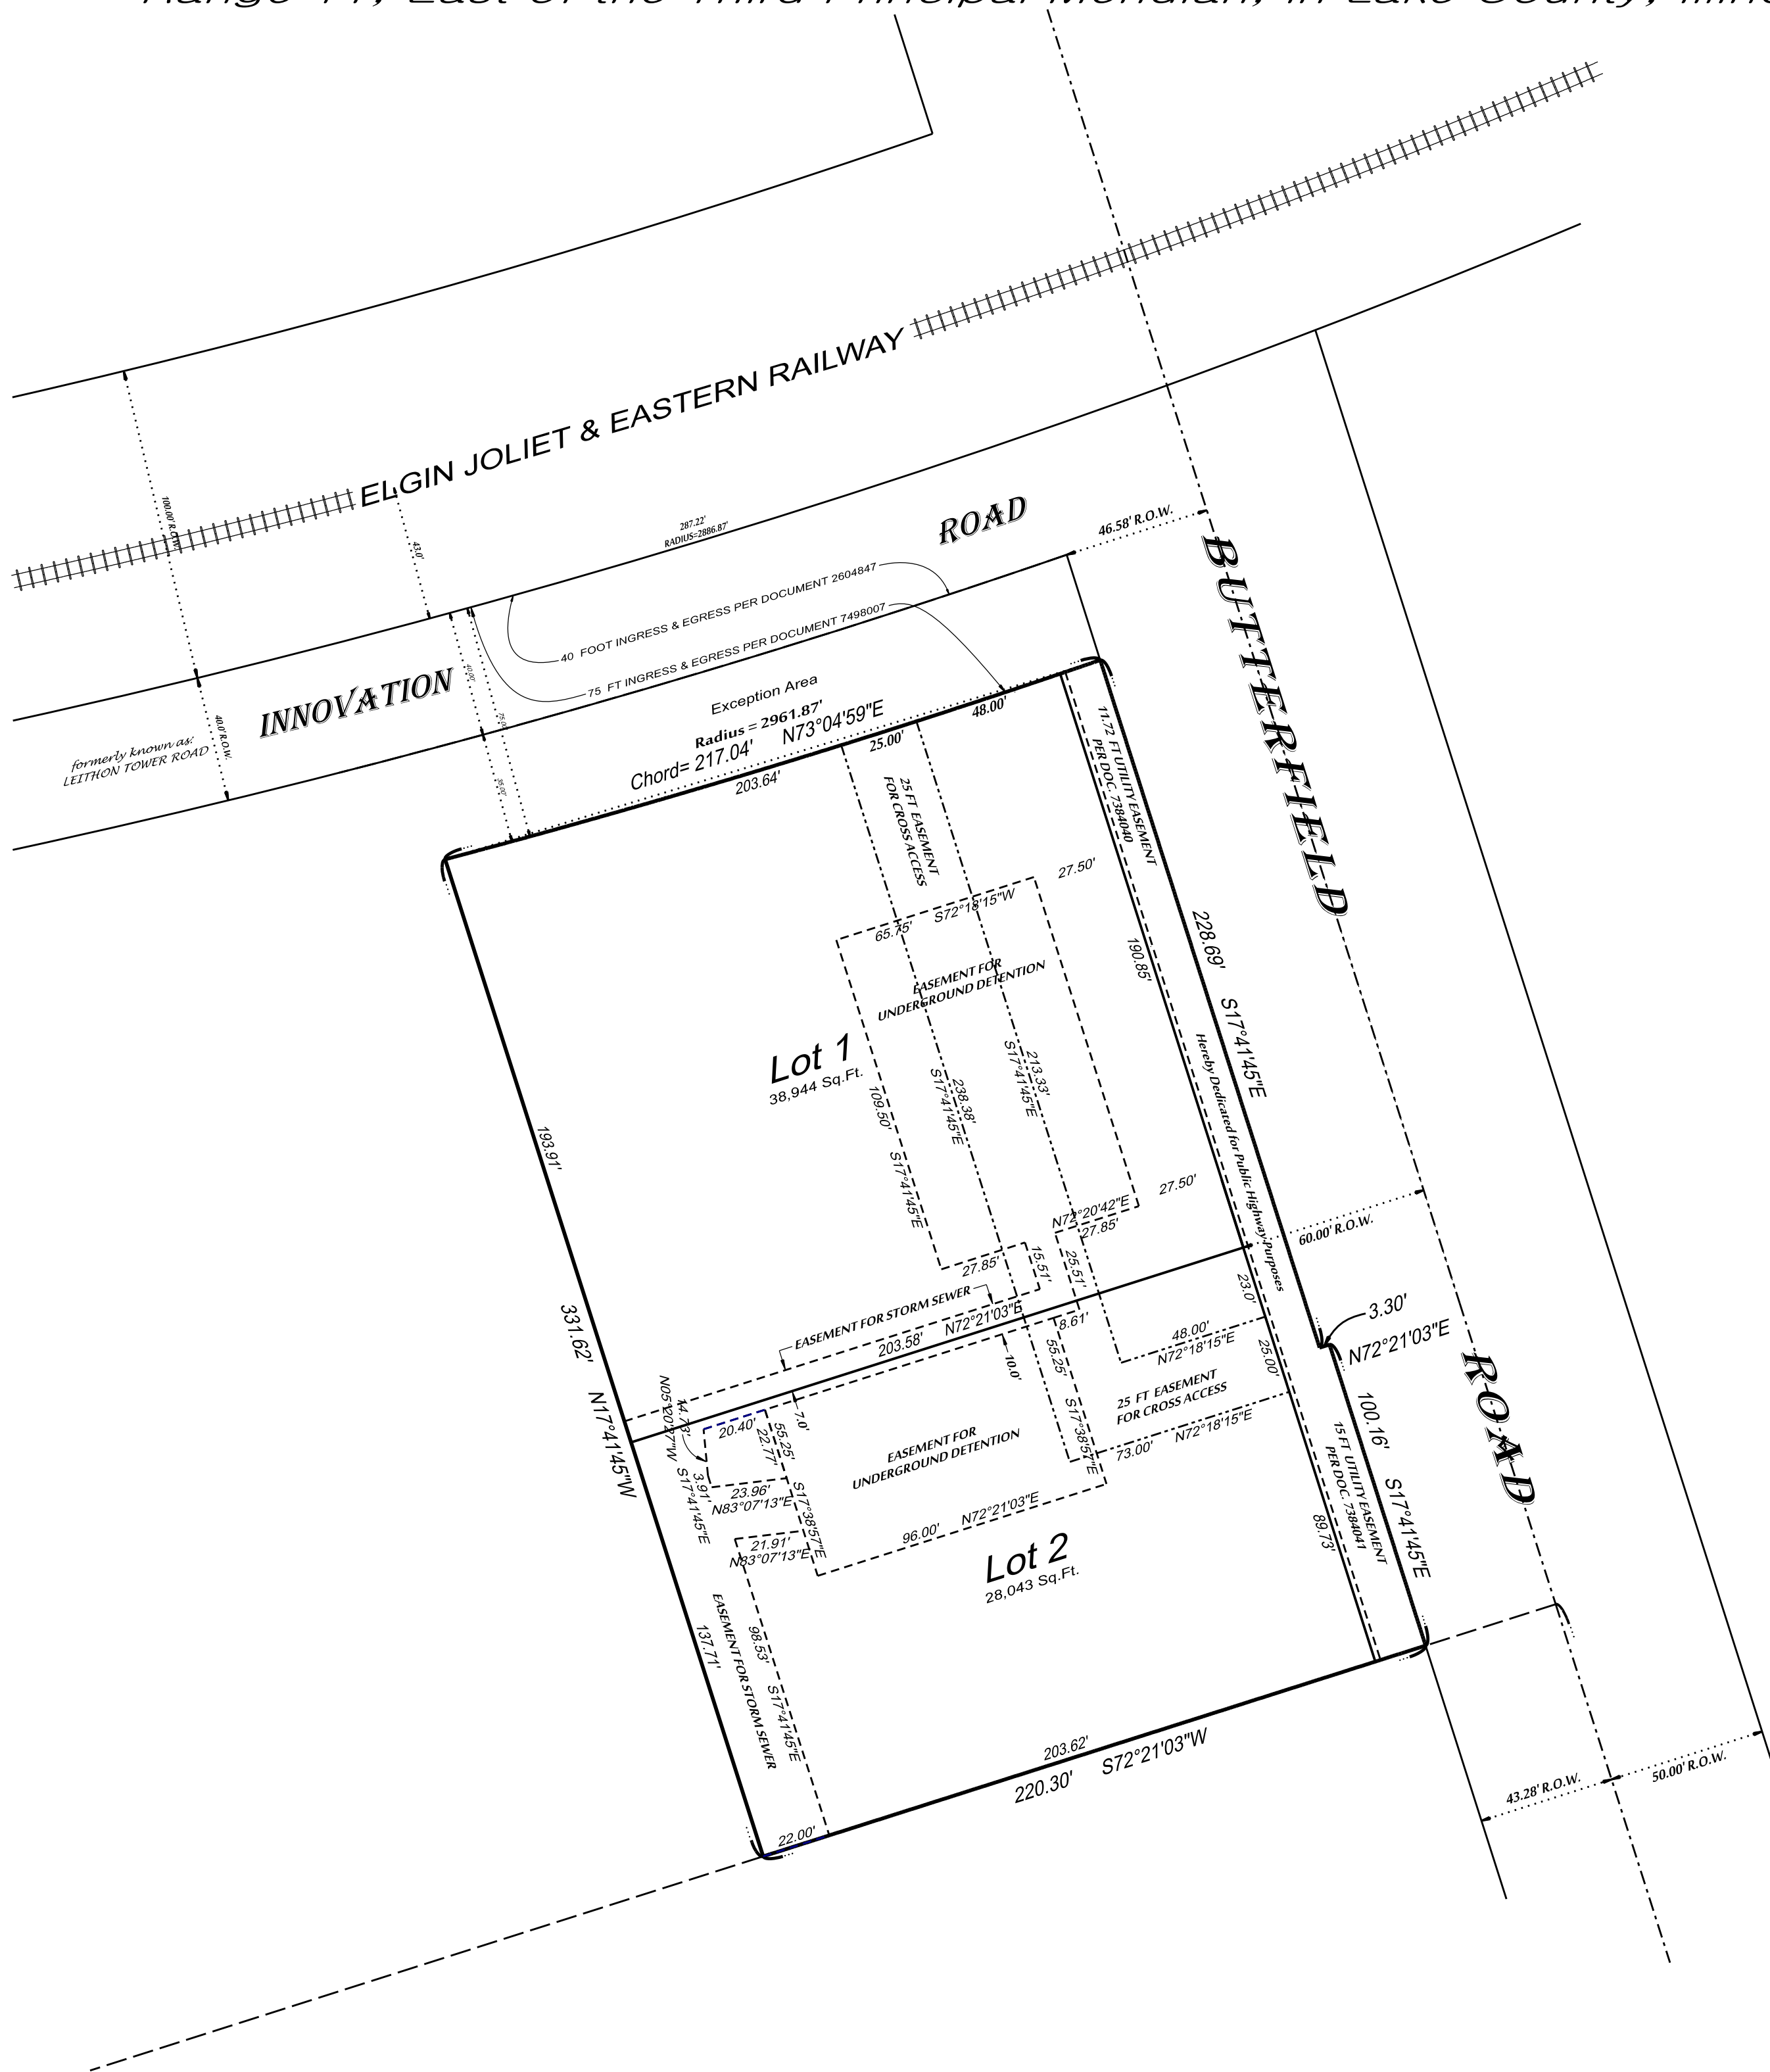 ELGIN JOLIET & EASTERN RAILWAY
100.00' R.O.W.
43.0'
287.22'
RADIUS=2886.87'
ROAD
46.58' R.O.W.
BUTTERFIELD
40 FOOT INGRESS & EGRESS PER DOCUMENT 2604847
75 FT INGRESS & EGRESS PER DOCUMENT 7498007
INNOVATION
40.00'
75.00'
35.00'
40.0' R.O.W.
formerly known as:
LEITHON TOWER ROAD
Exception Area
Radius = 2961.87'
Chord= 217.04' N73°04'59"E
203.64'
25.00'
48.00'
11.72 FT UTILITY EASEMENT
PER DOC. 7384040
25 FT EASEMENT
FOR CROSS ACCESS
27.50'
S72°18'15"W
65.75'
190.85'
228.69' S17°41'45"E
EASEMENT FOR
UNDERGROUND DETENTION
Lot 1
38,944 Sq.Ft.
109.50' S17°41'45"E
238.38'
S17°41'45"E
213.33'
S17°41'45"E
Hereby Dedicated for Public Highway Purposes
193.91'
27.50'
N72°20'42"E
27.85'
60.00' R.O.W.
27.85'
15.51'
25.51'
23.0'
EASEMENT FOR STORM SEWER
203.58' N72°21'03"E
8.61'
3.30'
N72°21'03"E
331.62' N17°41'45"W
48.00'
N72°18'15"E
25.00'
10.0'
55.25' S17°38'57"E
25 FT EASEMENT
FOR CROSS ACCESS
73.00' N72°18'15"E
ROAD
100.16' S17°41'45"E
15 FT UTILITY EASEMENT
PER DOC. 7384041
14.73'
N05°20'27"W
20.40'
7.0'
55.25' S17°38'57"E
22.77'
3.91'
S17°41'45"E
23.96'
N83°07'13"E
EASEMENT FOR
UNDERGROUND DETENTION
21.91'
N83°07'13"E
96.00' N72°21'03"E
89.73'
Lot 2
28,043 Sq.Ft.
137.71'
EASEMENT FOR STORM SEWER
98.53' S17°41'45"E
203.62'
220.30' S72°21'03"W
22.00'
43.28' R.O.W.
50.00' R.O.W.